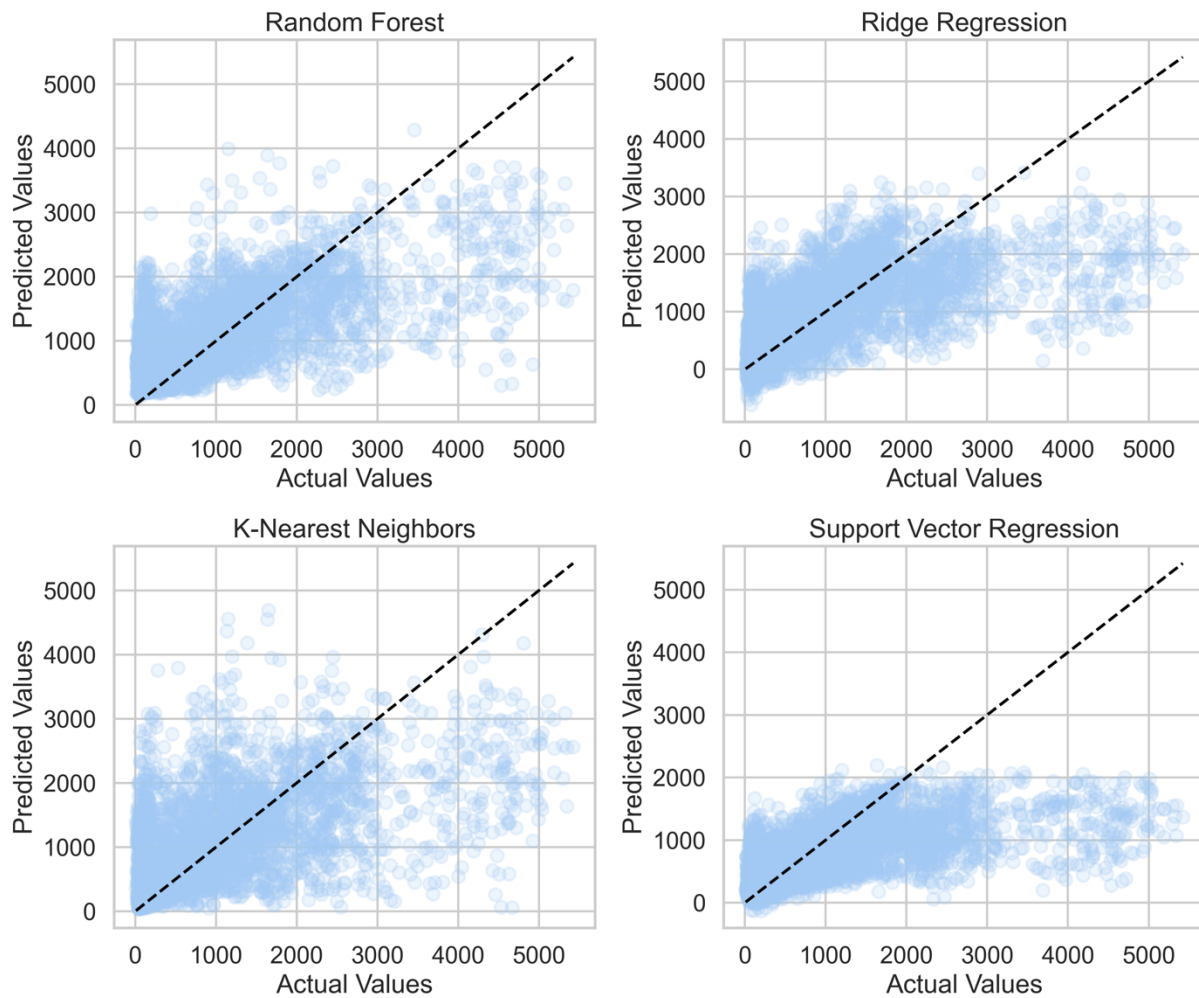 Random Forest
Predicted Values
5000
4000
3000
2000
1000
0
0 1000 2000 3000 4000 5000
Actual Values
Ridge Regression
Predicted Values
5000
4000
3000
2000
1000
0
0 1000 2000 3000 4000 5000
Actual Values
K-Nearest Neighbors
Predicted Values
5000
4000
3000
2000
1000
0
0 1000 2000 3000 4000 5000
Actual Values
Support Vector Regression
Predicted Values
5000
4000
3000
2000
1000
0
0 1000 2000 3000 4000 5000
Actual Values